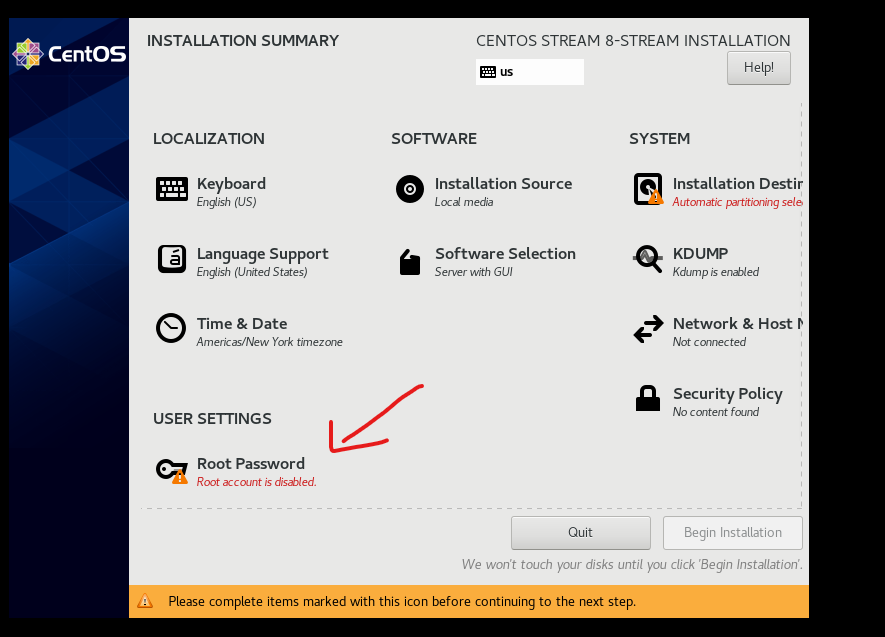 CentOS
INSTALLATION SUMMARY
CENTOS STREAM 8-STREAM INSTALLATION
us
Help!
LOCALIZATION
Keyboard
English (US)
Language Support
English (United States)
Time & Date
Americas/New York timezone
SOFTWARE
Installation Source
Local media
Software Selection
Server with GUI
SYSTEM
Installation
Automatic partitioning
KDUMP
Kdump is enabled
Network & Host
Not connected
Security Policy
No content found
USER SETTINGS
Root Password
Root account is disabled.
Quit
Begin Installation
We won't touch your disks until you click 'Begin Installation'.
Please complete items marked with this icon before continuing to the next step.